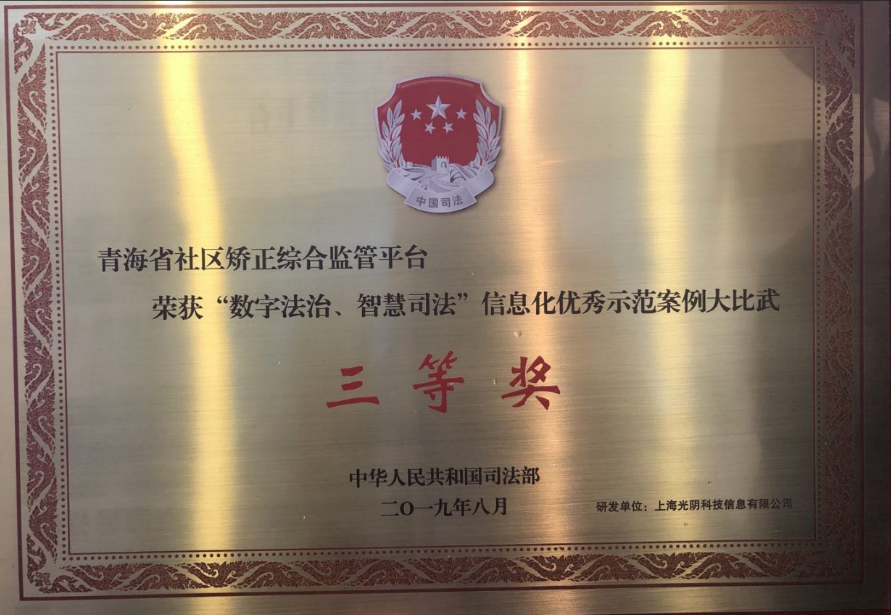 中国司法
青海省社区矫正综合监管平台
荣获“数字法治、智慧司法”信息化优秀示范案例大比武
三等奖
中华人民共和国司法部
二O一九年八月
研发单位：上海光阴科技信息有限公司